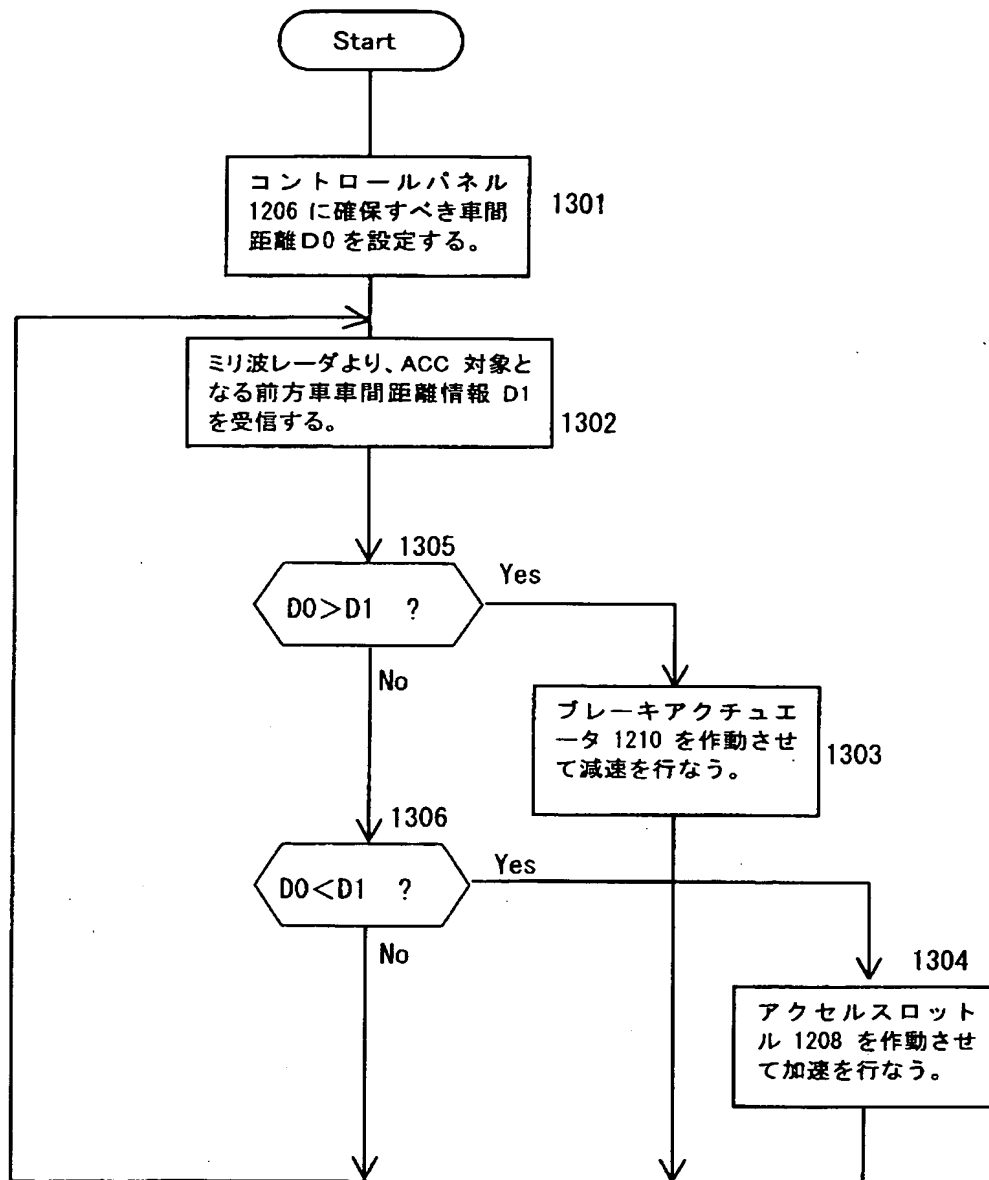 Start
コントロールパネル
1206 に確保すべき車間
距離D0 を設定する。
1301
ミリ波レーダより、ACC 対象と
なる前方車車間距離情報 D1
を受信する。
1302
1305
D0>D1 ?
Yes
No
ブレーキアクチュエ
ータ 1210 を作動させ
て減速を行なう。
1303
1306
D0<D1 ?
Yes
No
1304
アクセルスロット
ル 1208 を作動させ
て加速を行なう。